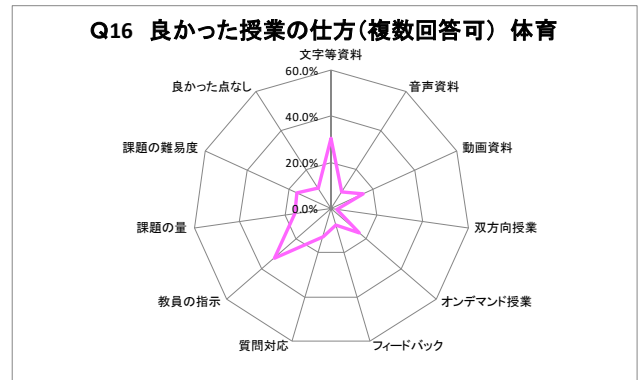 Q16 良かった授業の仕方(複数回答可) 体育
文字等資料
音声資料
動画資料
双方向授業
オンデマンド授業
フィードバック
質問対応
教員の指示
課題の量
課題の難易度
良かった点なし
60.0%
40.0%
20.0%
0.0%